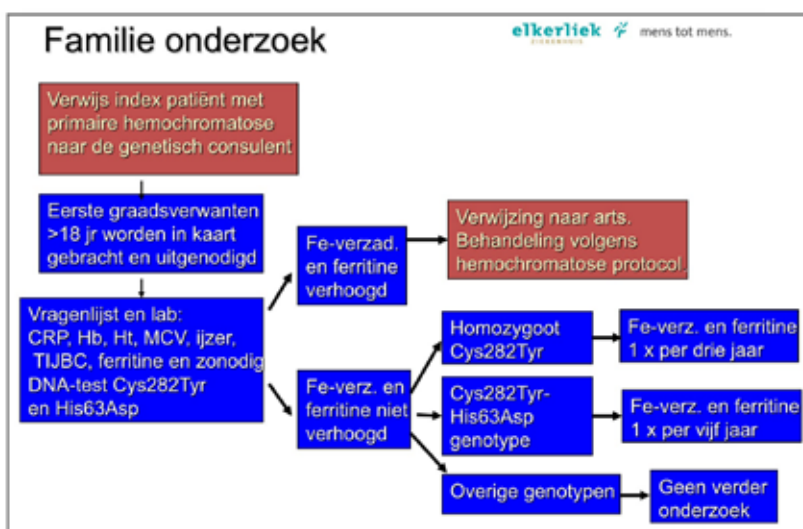 Familie onderzoek
elkerliek
ZIEKENHUIS
mens tot mens.
Verwijs index patiënt met
primaire hemochromatose
naar de genetisch consulent
Eerste graadsverwanten
>18 jr worden in kaart
gebracht en uitgenodigd
Vragenlijst en lab:
CRP, Hb, Ht, MCV, ijzer,
TIJBC, ferritine en zonodig
DNA-test Cys282Tyr
en His63Asp
Fe-verzad.
en ferritine
verhoogd
Verwijzing naar arts.
Behandeling volgens
hemochromatose protocol.
Fe-verz. en
ferritine niet
verhoogd
Homozygoot
Cys282Tyr
Fe-verz. en ferritine
1 x per drie jaar
Cys282Tyr-
His63Asp
genotype
Fe-verz. en ferritine
1 x per vijf jaar
Overige genotypen
Geen verder
onderzoek